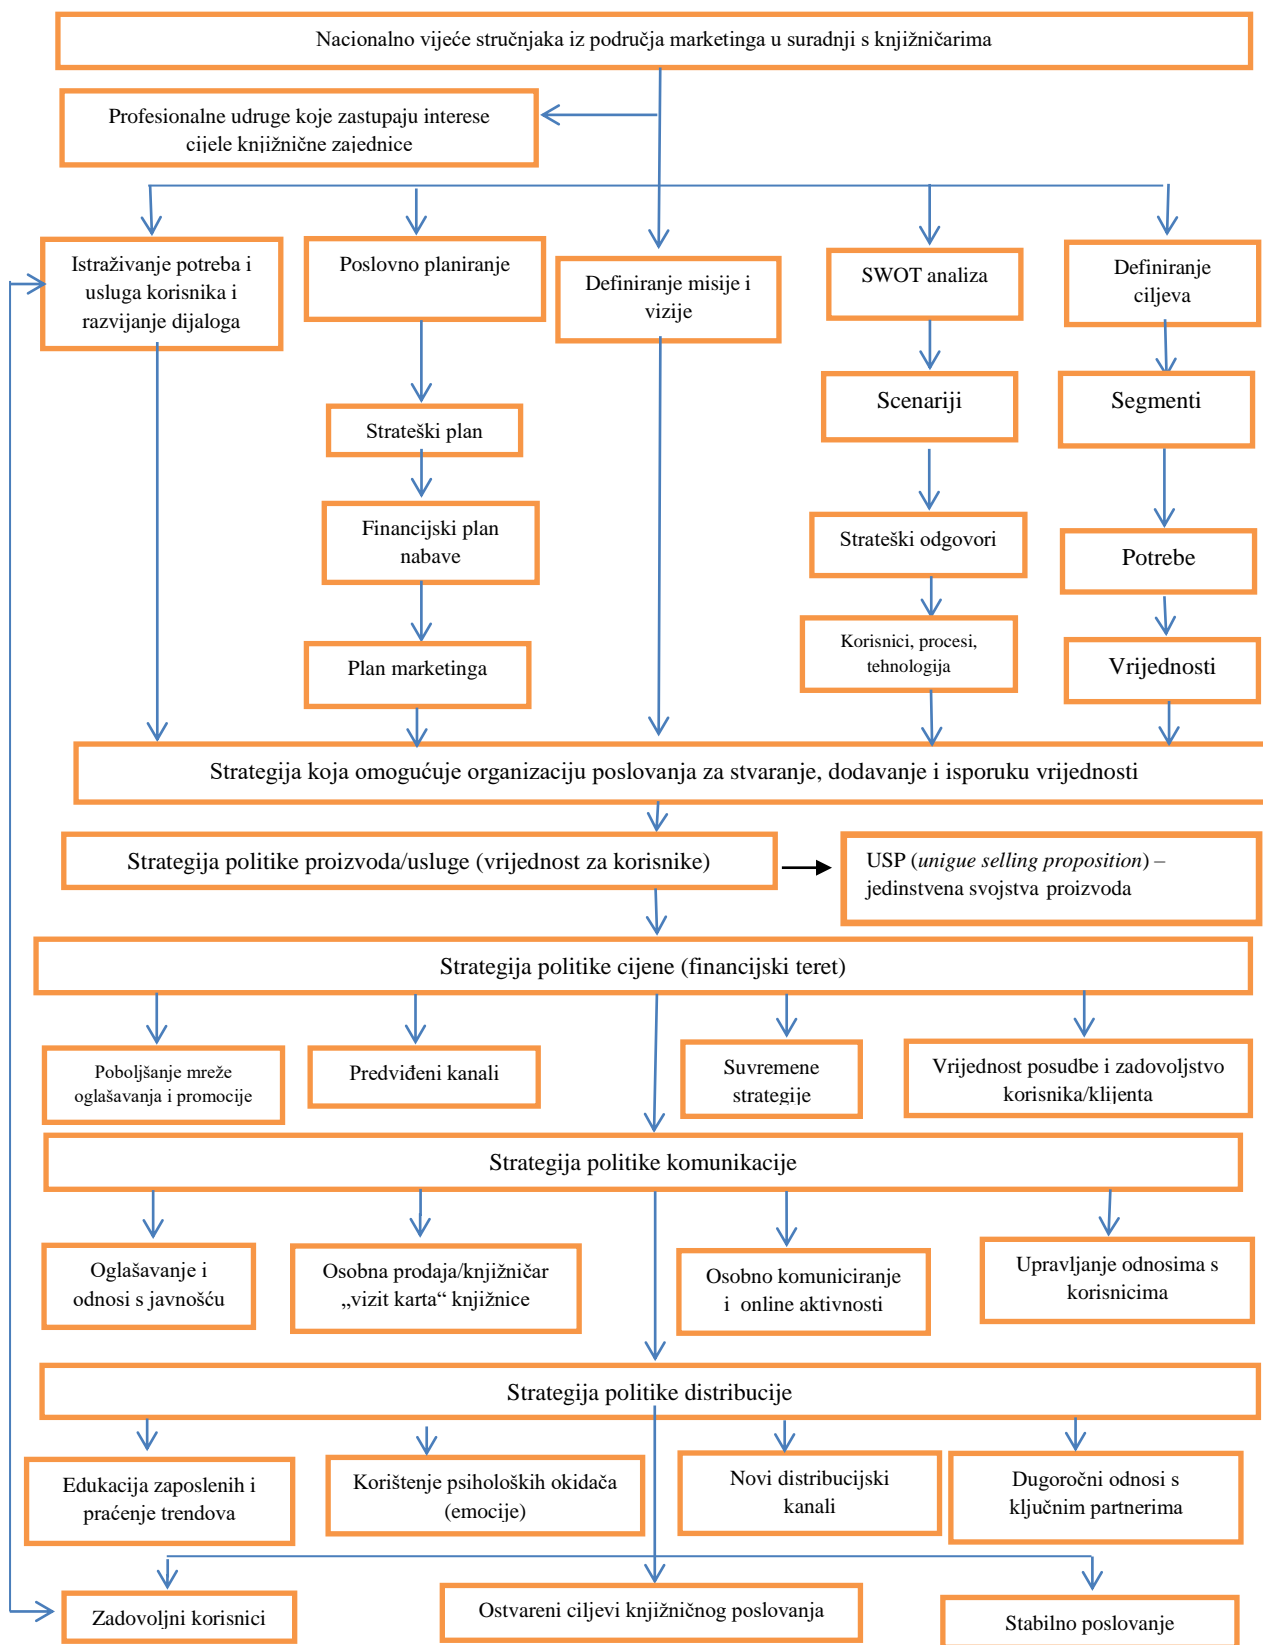 Nacionalno vijeće stručnjaka iz područja marketinga u suradnji s knjižničarima
Profesionalne udruge koje zastupaju interese
cijele knjižnične zajednice
Istraživanje potreba i
usluga korisnika i
razvijanje dijaloga
Poslovno planiranje
Definiranje misije i
vizije
SWOT analiza
Definiranje
ciljeva
Strateški plan
Scenariji
Segmenti
Financijski plan
nabave
Strateški odgovori
Potrebe
Plan marketinga
Korisnici, procesi,
tehnologija
Vrijednosti
Strategija koja omogućuje organizaciju poslovanja za stvaranje, dodavanje i isporuku vrijednosti
Strategija politike proizvoda/usluge (vrijednost za korisnike)
USP (unigue selling proposition) –
jedinstvena svojstva proizvoda
Strategija politike cijene (financijski teret)
Poboljšanje mreže
oglašavanja i promocije
Predviđeni kanali
Suvremene
strategije
Vrijednost posudbe i zadovoljstvo
korisnika/klijenta
Strategija politike komunikacije
Oglašavanje i
odnosi s javnošću
Osobna prodaja/knjižničar
„vizit karta“ knjižnice
Osobno komuniciranje
i online aktivnosti
Upravljanje odnosima s
korisnicima
Strategija politike distribucije
Edukacija zaposlenih i
praćenje trendova
Korištenje psiholoških okidača
(emocije)
Novi distribucijski
kanali
Dugoročni odnosi s
ključnim partnerima
Zadovoljni korisnici
Ostvareni ciljevi knjižničnog poslovanja
Stabilno poslovanje